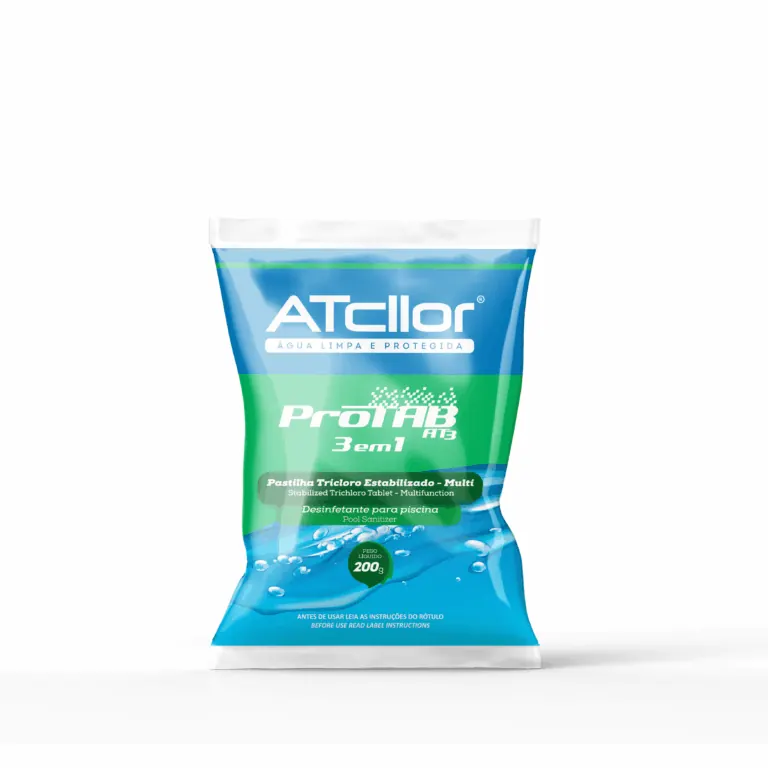 ATcllor®
ÁGUA LIMPA E PROTEGIDA
ProTAB
AT3
3em1
Pastilha Tricloro Estabilizado - Multi
Stabilized Trichloro Tablet - Multifunction
Desinfetante para piscina
Pool Sanitizer
PESO
LÍQUIDO
200g
ANTES DE USAR LEIA AS INSTRUÇÕES DO RÓTULO
BEFORE USE READ LABEL INSTRUCTIONS